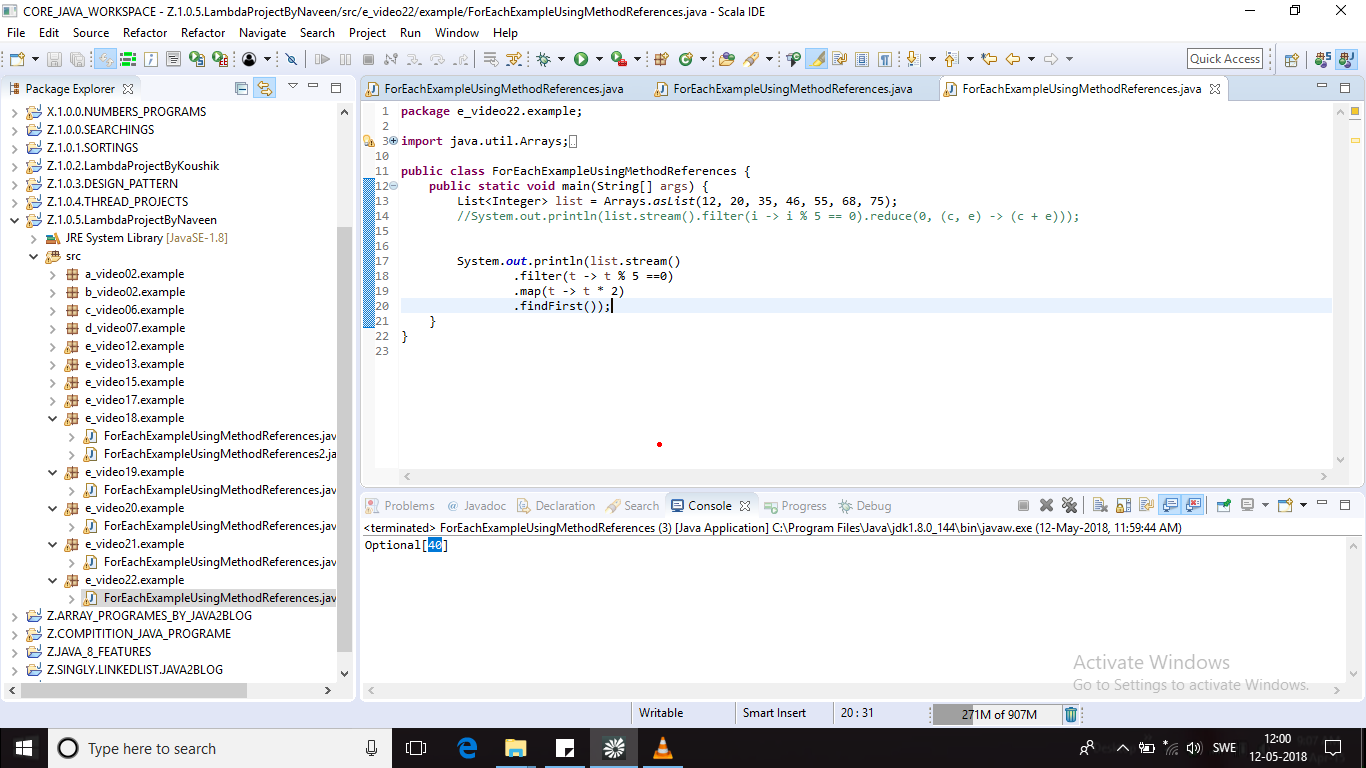 CORE_JAVA_WORKSPACE - Z.1.0.5.LambdaProjectByNaveen/src/e_video22/example/ForEachExampleUsingMethodReferences.java - Scala IDE
File Edit Source Refactor Refactor Navigate Search Project Run Window Help
Quick Access
Package Explorer
X.1.0.0.NUMBERS_PROGRAMS
Z.1.0.0.SEARCHINGS
Z.1.0.1.SORTINGS
Z.1.0.2.LambdaProjectByKoushik
Z.1.0.3.DESIGN_PATTERN
Z.1.0.4.THREAD_PROJECTS
Z.1.0.5.LambdaProjectByNaveen
JRE System Library [JavaSE-1.8]
src
a_video02.example
b_video02.example
c_video06.example
d_video07.example
e_video12.example
e_video13.example
e_video15.example
e_video17.example
e_video18.example
ForEachExampleUsingMethodReferences.jav
ForEachExampleUsingMethodReferences2.ja
e_video19.example
ForEachExampleUsingMethodReferences.jav
e_video20.example
ForEachExampleUsingMethodReferences.jav
e_video21.example
ForEachExampleUsingMethodReferences.jav
e_video22.example
ForEachExampleUsingMethodReferences.jav
Z.ARRAY_PROGRAMES_BY_JAVA2BLOG
Z.COMPITITION_JAVA_PROGRAME
Z.JAVA_8_FEATURES
Z.SINGLY.LINKEDLIST.JAVA2BLOG
ForEachExampleUsingMethodReferences.java ForEachExampleUsingMethodReferences.java ForEachExampleUsingMethodReferences.java
1 package e_video22.example;
2
3 import java.util.Arrays;
10
11 public class ForEachExampleUsingMethodReferences {
12 public static void main(String[] args) {
13 List<Integer> list = Arrays.asList(12, 20, 35, 46, 55, 68, 75);
14 //System.out.println(list.stream().filter(i -> i % 5 == 0).reduce(0, (c, e) -> (c + e)));
15
16
17 System.out.println(list.stream()
18 .filter(t -> t % 5 ==0)
19 .map(t -> t * 2)
20 .findFirst());
21 }
22 }
23
Problems @ Javadoc Declaration Search Console Progress Debug
<terminated> ForEachExampleUsingMethodReferences (3) [Java Application] C:\Program Files\Java\jdk1.8.0_144\bin\javaw.exe (12-May-2018, 11:59:44 AM)
Optional[40]
Activate Windows
Go to Settings to activate Windows.
Writable Smart Insert 20 : 31 271M of 907M
Type here to search
SWE
12:00
12-05-2018